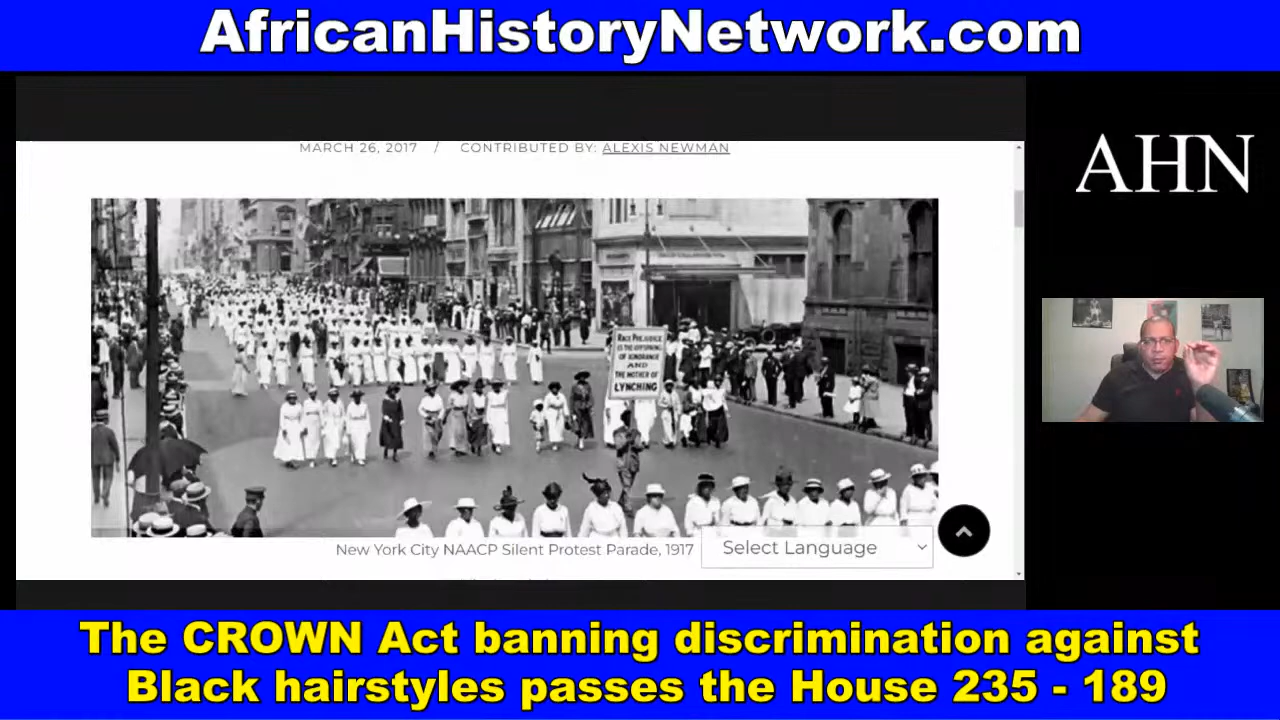 AfricanHistoryNetwork.com
MARCH 26, 2017 / CONTRIBUTED BY: ALEXIS NEWMAN
AHN
RACE PREJUDICE
IS THE OFFSPRING
OF IGNORANCE
AND
THE MOTHER OF
LYNCHING
New York City NAACP Silent Protest Parade, 1917
Select Language
The CROWN Act banning discrimination against
Black hairstyles passes the House 235 - 189